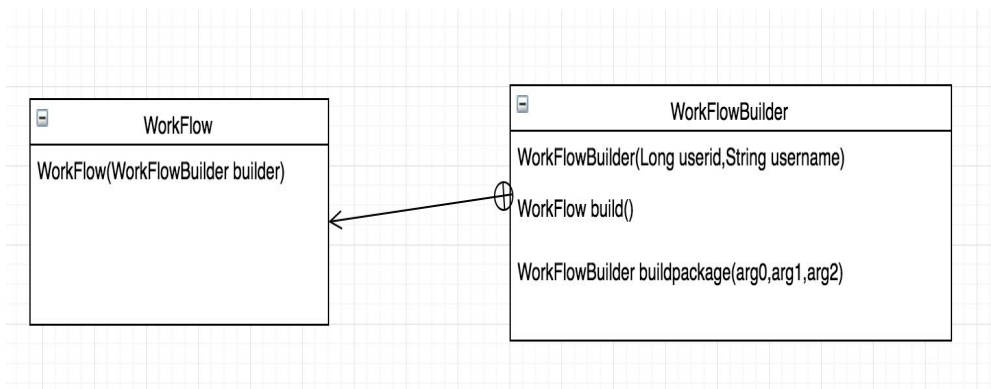 WorkFlow
WorkFlow(WorkFlowBuilder builder)
WorkFlowBuilder
WorkFlowBuilder(Long userid,String username)
WorkFlow build()
WorkFlowBuilder buildpackage(arg0,arg1,arg2)